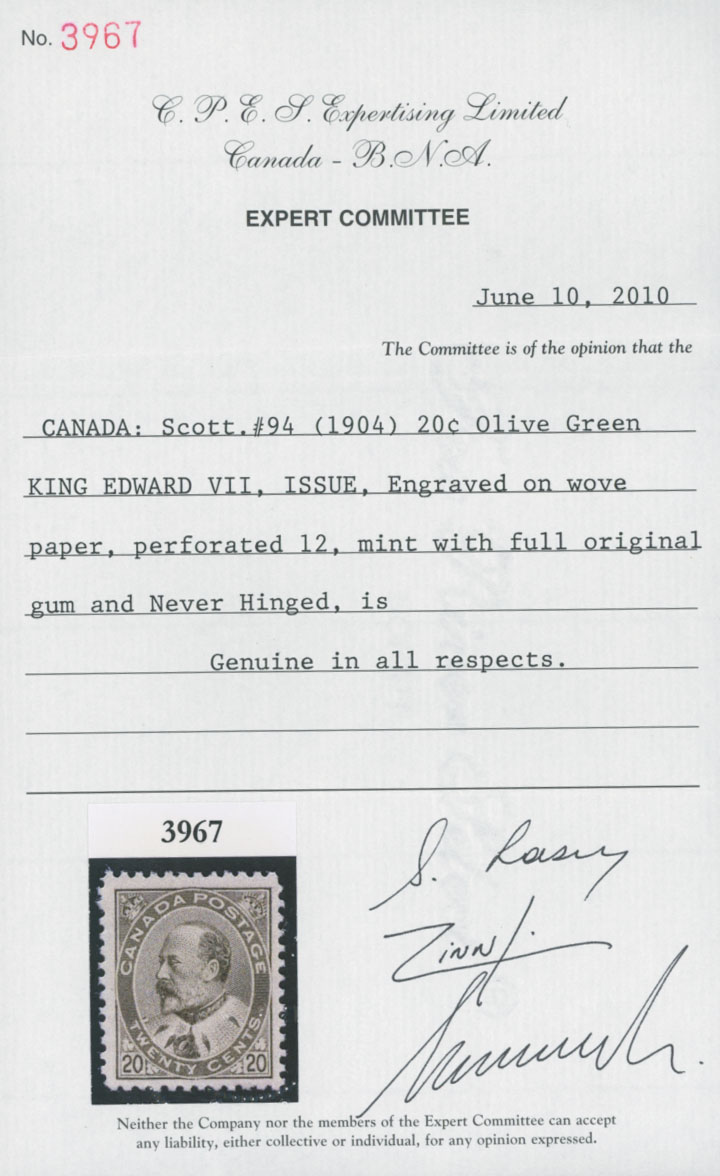 No. 3967
C. P. E. S. Expertising Limited
Canada - B.N.A.
EXPERT COMMITTEE
June 10, 2010
The Committee is of the opinion that the
CANADA: Scott.#94 (1904) 20¢ Olive Green
KING EDWARD VII, ISSUE, Engraved on wove
paper, perforated 12, mint with full original
gum and Never Hinged, is
Genuine in all respects.
3967
CANADA POSTAGE
TWENTY CENTS.
20 20
S.
Zinn J.
Neither the Company nor the members of the Expert Committee can accept
any liability, either collective or individual, for any opinion expressed.